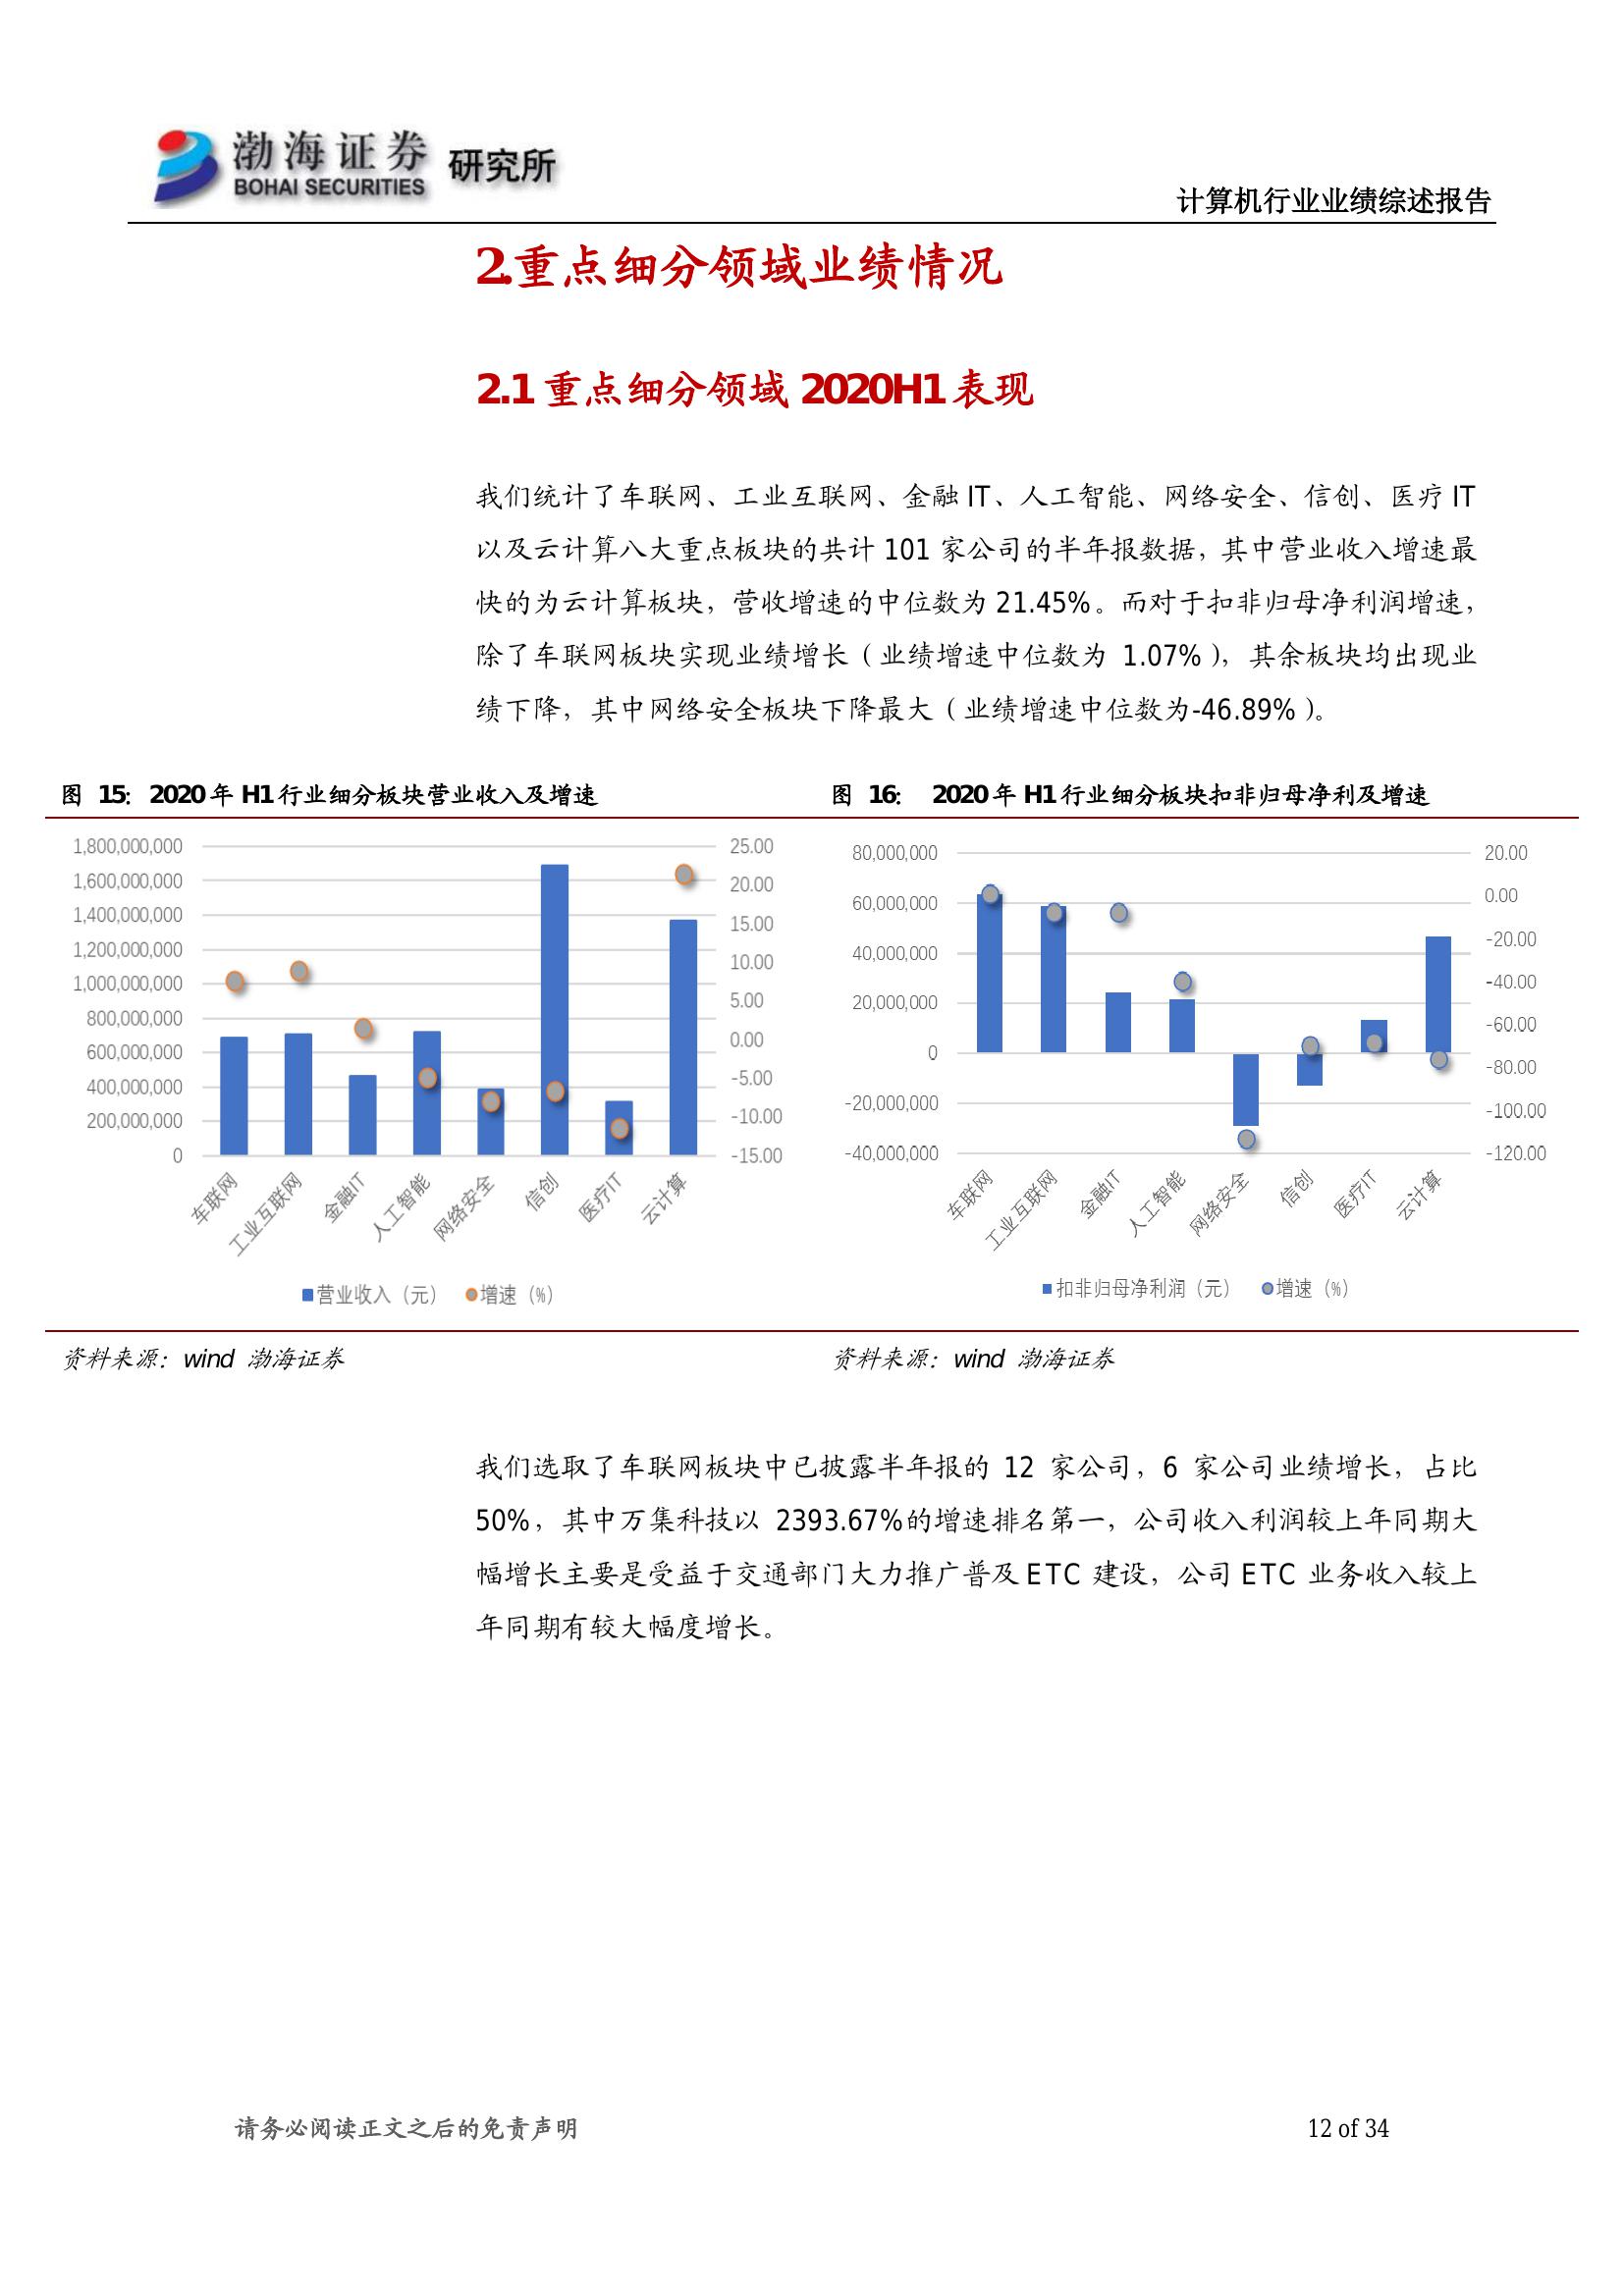 渤海证券 研究所
BOHAI SECURITIES
计算机行业业绩综述报告
2.重点细分领域业绩情况
2.1 重点细分领域 2020H1 表现
我们统计了车联网、工业互联网、金融 IT、人工智能、网络安全、信创、医疗 IT
以及云计算八大重点板块的共计 101 家公司的半年报数据，其中营业收入增速最
快的为云计算板块，营收增速的中位数为 21.45%。而对于扣非归母净利润增速，
除了车联网板块实现业绩增长（业绩增速中位数为 1.07%），其余板块均出现业
绩下降，其中网络安全板块下降最大（业绩增速中位数为-46.89%）。
图 15：2020 年 H1 行业细分板块营业收入及增速
1,800,000,000
1,600,000,000
1,400,000,000
1,200,000,000
1,000,000,000
800,000,000
600,000,000
400,000,000
200,000,000
0
25.00
20.00
15.00
10.00
5.00
0.00
-5.00
-10.00
-15.00
车联网
工业互联网
金融IT
人工智能
网络安全
信创
医疗IT
云计算
营业收入（元） 增速（%）
资料来源：wind 渤海证券
图 16： 2020 年 H1 行业细分板块扣非归母净利及增速
80,000,000
60,000,000
40,000,000
20,000,000
0
-20,000,000
-40,000,000
20.00
0.00
-20.00
-40.00
-60.00
-80.00
-100.00
-120.00
车联网
工业互联网
金融IT
人工智能
网络安全
信创
医疗IT
云计算
扣非归母净利润（元） 增速（%）
资料来源：wind 渤海证券
我们选取了车联网板块中已披露半年报的 12 家公司，6 家公司业绩增长，占比
50%，其中万集科技以 2393.67%的增速排名第一，公司收入利润较上年同期大
幅增长主要是受益于交通部门大力推广普及 ETC 建设，公司 ETC 业务收入较上
年同期有较大幅度增长。
请务必阅读正文之后的免责声明
12 of 34